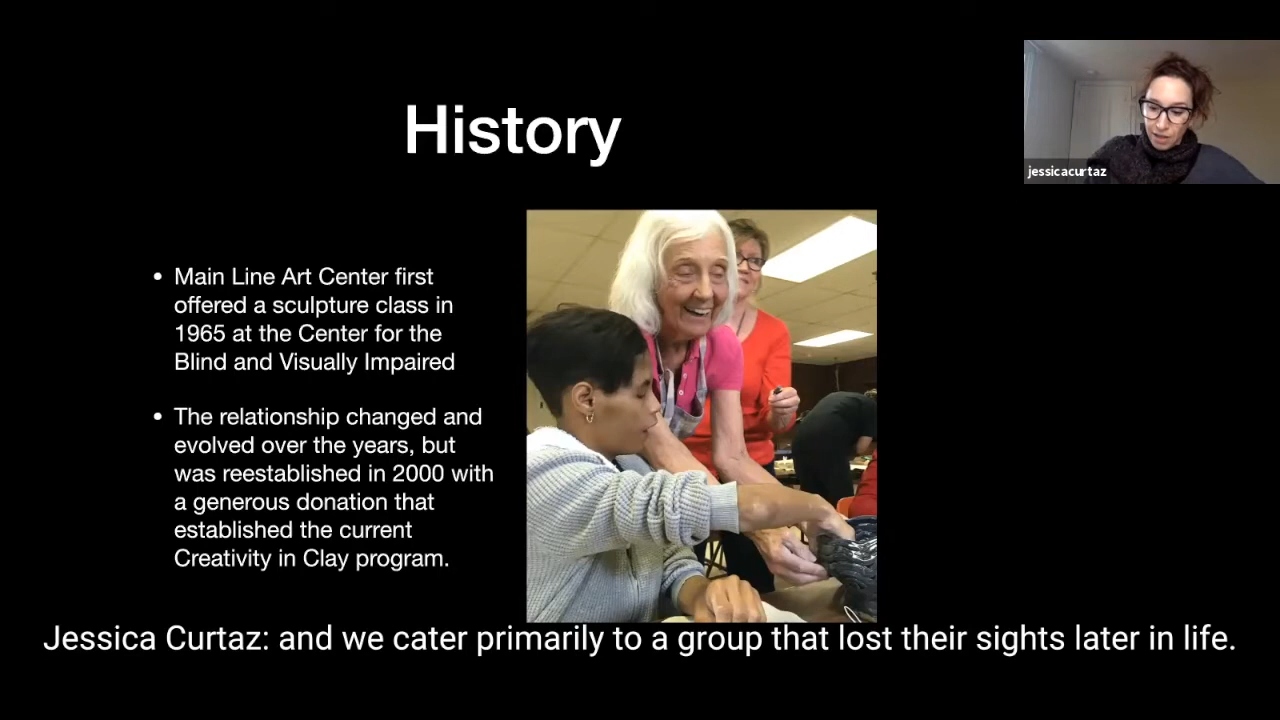 History
jessicacurtaz
• Main Line Art Center first
offered a sculpture class in
1965 at the Center for the
Blind and Visually Impaired
• The relationship changed and
evolved over the years, but
was reestablished in 2000 with
a generous donation that
established the current
Creativity in Clay program.
Jessica Curtaz: and we cater primarily to a group that lost their sights later in life.